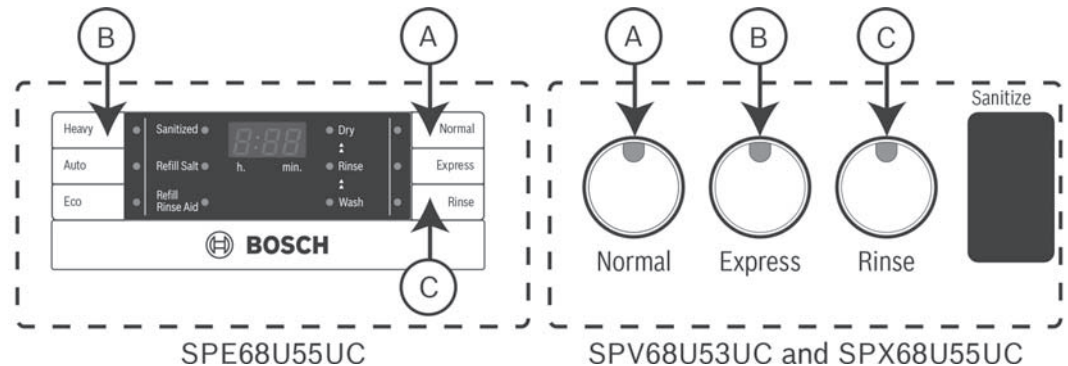 B
A
A
B
C
Sanitize
Heavy
Sanitized
8:88
Dry
Normal
Auto
Refill Salt
h.
min.
Rinse
Express
Eco
Refill
Rinse Aid
Wash
Rinse
BOSCH
C
Normal
Express
Rinse
SPE68U55UC
SPV68U53UC and SPX68U55UC